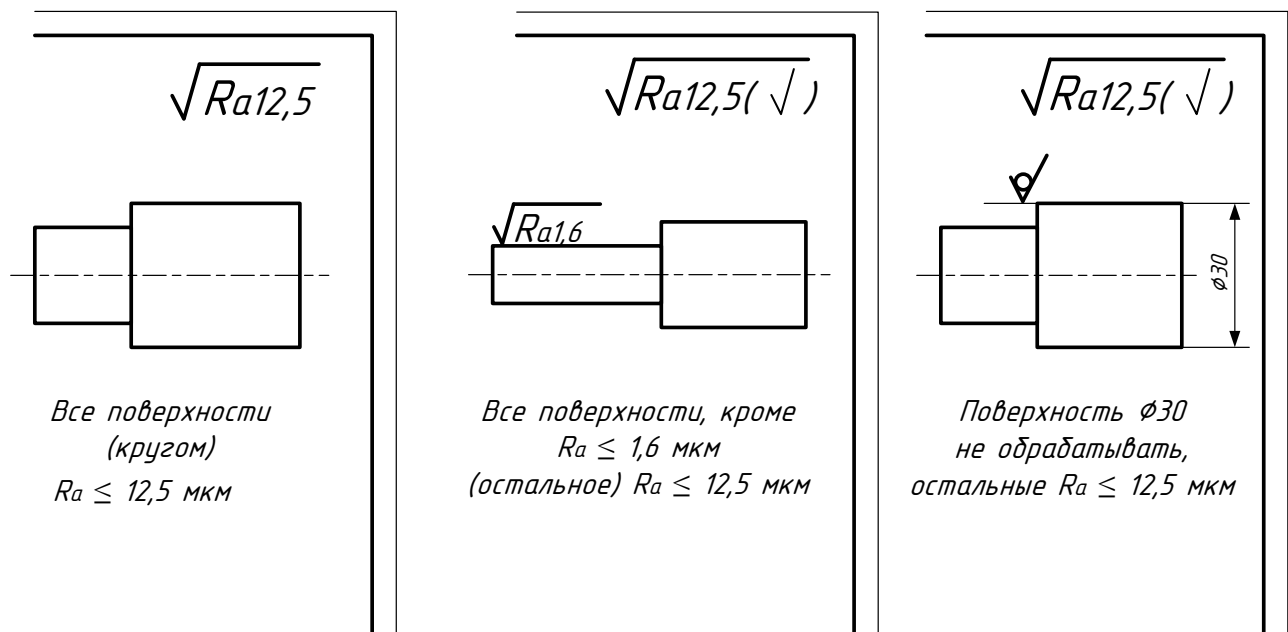 √Ra12,5
Все поверхности
(кругом)
Ra ≤ 12,5 мкм
√Ra12,5( √ )
√Ra1,6
Все поверхности, кроме
Ra ≤ 1,6 мкм
(остальное) Ra ≤ 12,5 мкм
√Ra12,5( √ )
⌀30
Поверхность ⌀30
не обрабатывать,
остальные Ra ≤ 12,5 мкм